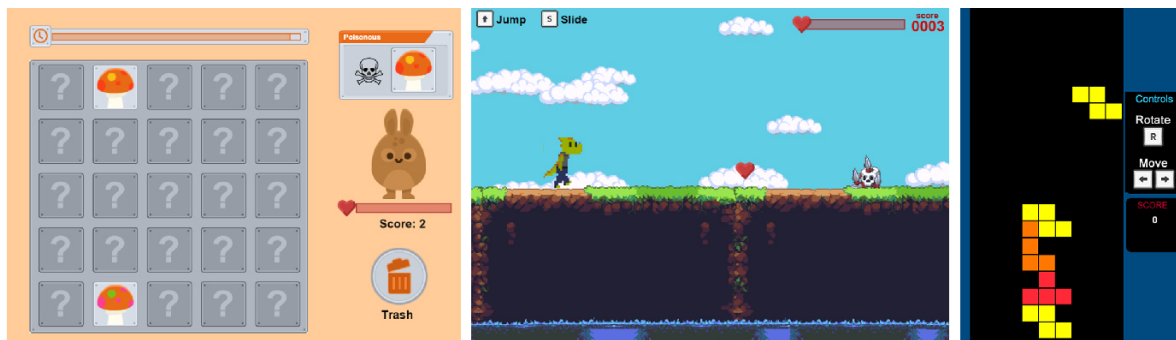 Poisonous
? ? ? ?
? ? ? ? ?
? ? ? ? ?
? ? ? ? ?
? ? ? ?
Score: 2
Trash
Jump S Slide
score
0003
Controls
Rotate
R
Move
SCORE
0